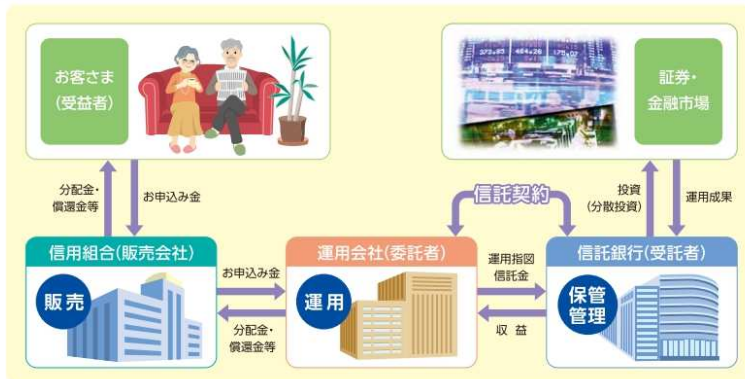 お客さま
(受益者)
証券・
金融市場
分配金・
償還金等
お申込み金
信託契約
投資
(分散投資)
運用成果
信用組合(販売会社)
販売
お申込み金
分配金・
償還金等
運用会社(委託者)
運用
運用指図
信託金
収益
信託銀行(受託者)
保管
管理